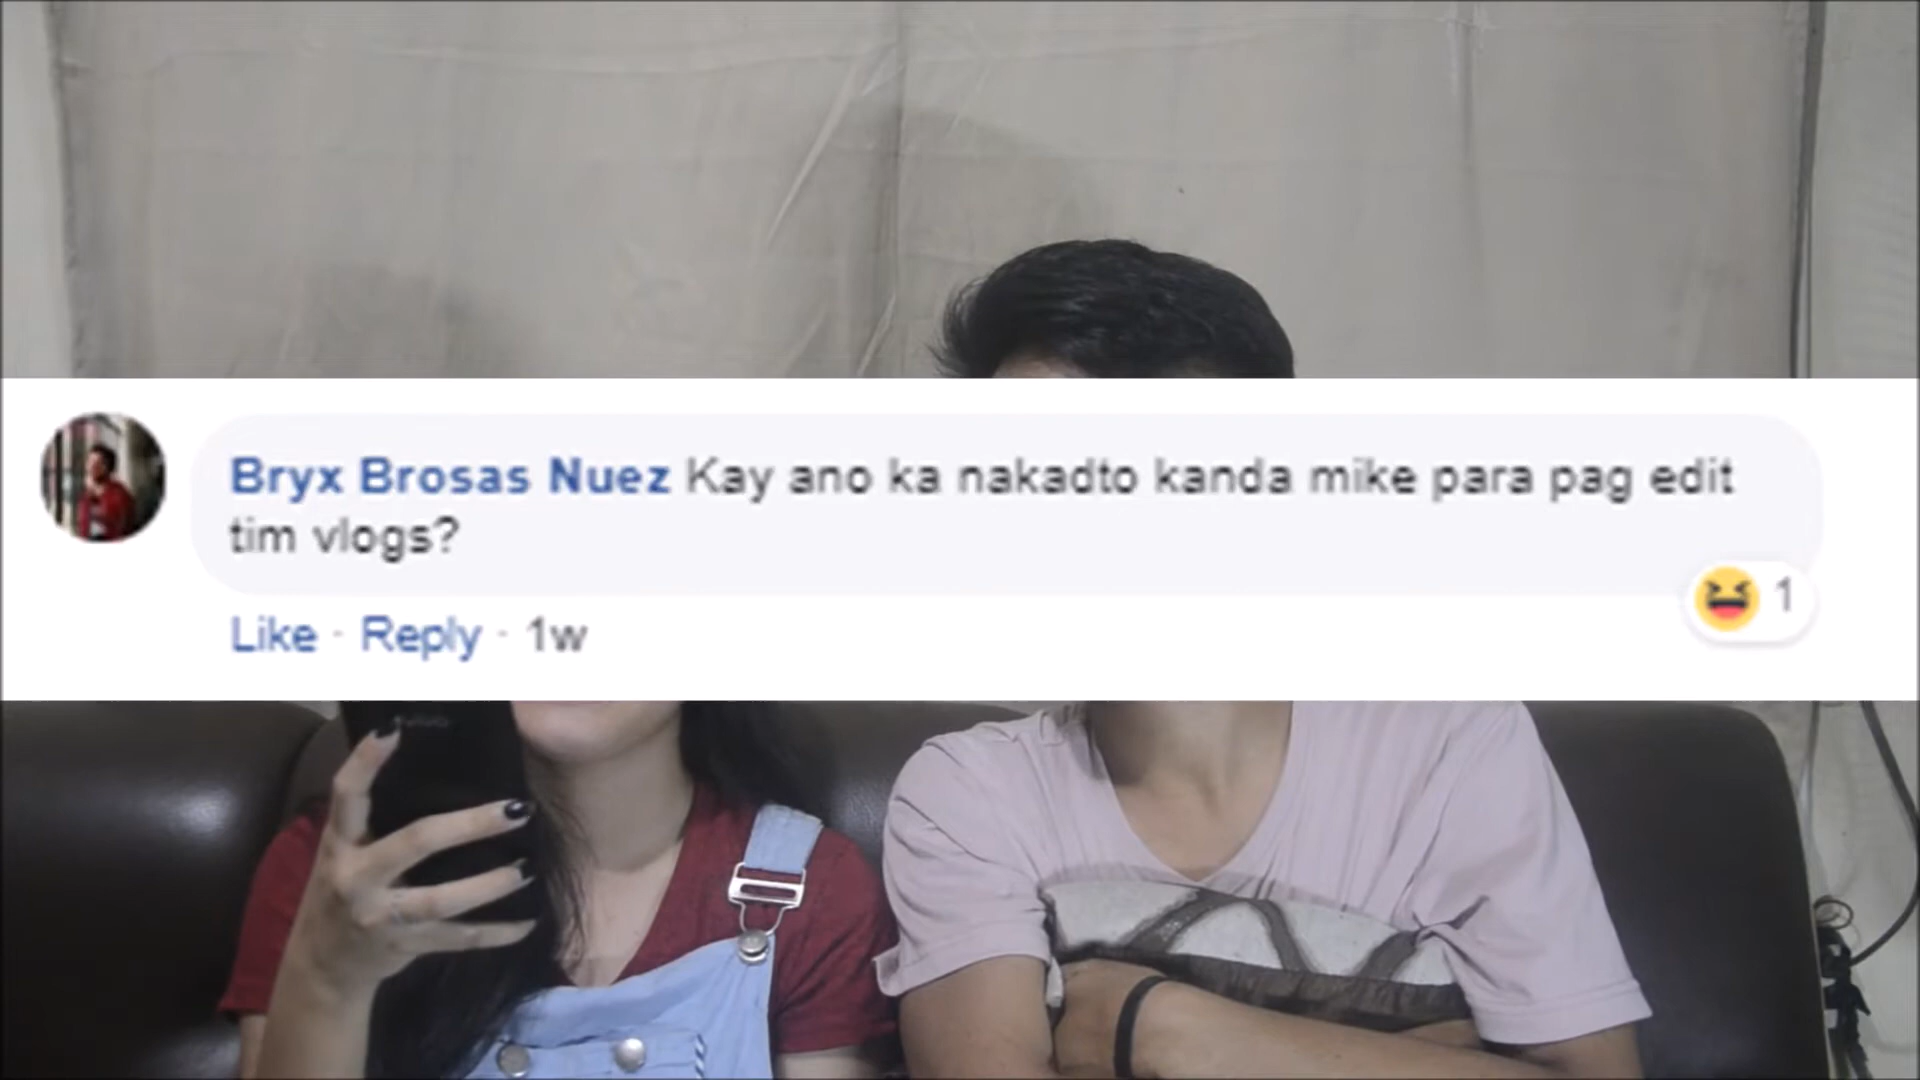 Bryx Brosas Nuez Kay ano ka nakadto kanda mike para pag edit
tim vlogs?
1
Like · Reply · 1w